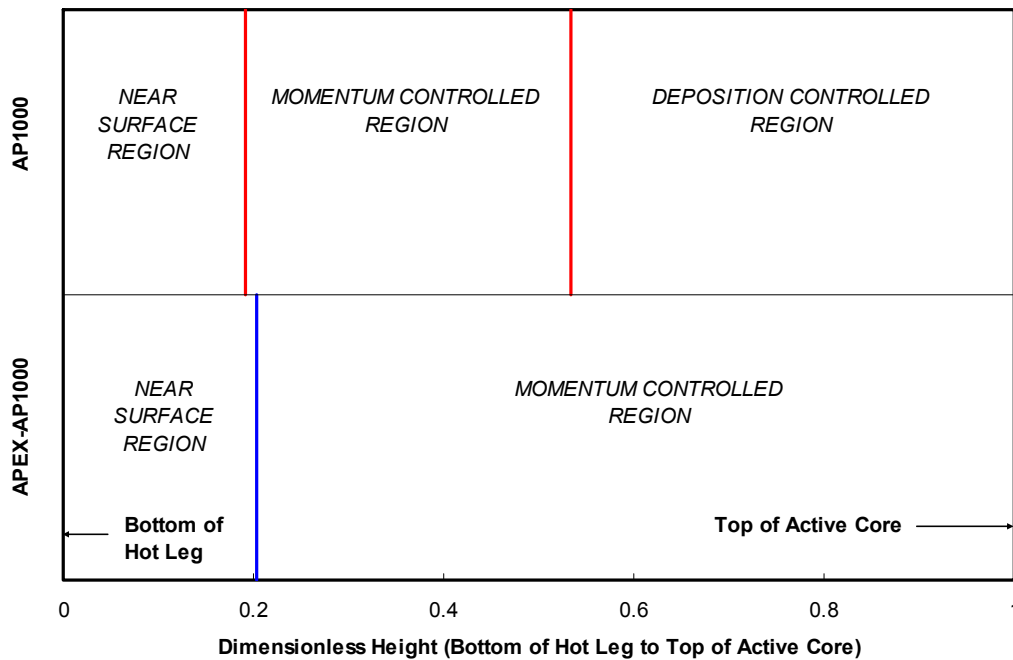 AP1000
NEAR
SURFACE
REGION
MOMENTUM CONTROLLED
REGION
DEPOSITION CONTROLLED
REGION
APEX-AP1000
NEAR
SURFACE
REGION
MOMENTUM CONTROLLED
REGION
Bottom of
Hot Leg
Top of Active Core
0 0.2 0.4 0.6 0.8 1
Dimensionless Height (Bottom of Hot Leg to Top of Active Core)